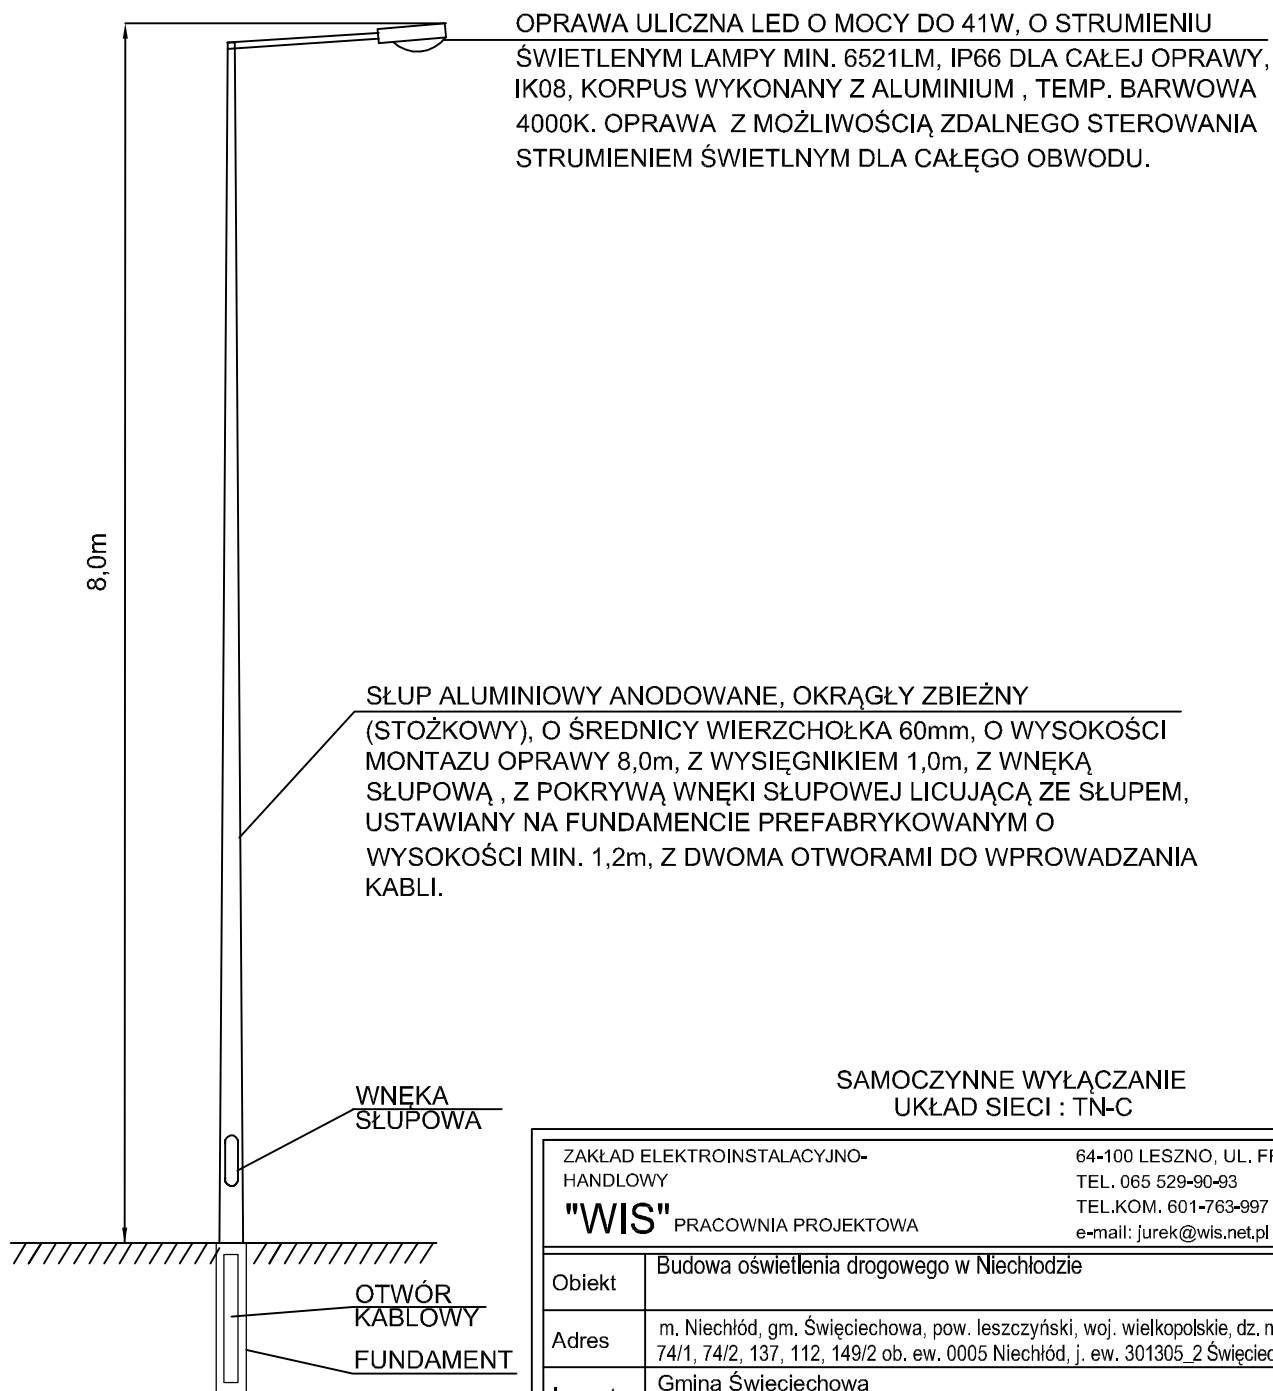 OPRAWA ULICZNA LED O MOCY DO 41W, O STRUMIENIU
ŚWIETLENYM LAMPY MIN. 6521LM, IP66 DLA CAŁEJ OPRAWY,
IK08, KORPUS WYKONANY Z ALUMINIUM , TEMP. BARWOWA
4000K. OPRAWA Z MOŻLIWOŚCIĄ ZDALNEGO STEROWANIA
STRUMIENIEM ŚWIETLNYM DLA CAŁĘGO OBWODU.
8,0m
SŁUP ALUMINIOWY ANODOWANE, OKRĄGŁY ZBIEŻNY
(STOŻKOWY), O ŚREDNICY WIERZCHOŁKA 60mm, O WYSOKOŚCI
MONTAZU OPRAWY 8,0m, Z WYSIĘGNIKIEM 1,0m, Z WNĘKĄ
SŁUPOWĄ , Z POKRYWĄ WNĘKI SŁUPOWEJ LICUJĄCĄ ZE SŁUPEM,
USTAWIANY NA FUNDAMENCIE PREFABRYKOWANYM O
WYSOKOŚCI MIN. 1,2m, Z DWOMA OTWORAMI DO WPROWADZANIA
KABLI.
WNĘKA
SŁUPOWA
SAMOCZYNNE WYŁĄCZANIE
UKŁAD SIECI : TN-C
ZAKŁAD ELEKTROINSTALACYJNO-
HANDLOWY
"WIS" PRACOWNIA PROJEKTOWA
64-100 LESZNO, UL.
TEL. 065 529-90-93
TEL.KOM. 601-763-997
e-mail: jurek@wis.net.pl
Obiekt
Budowa oświetlenia drogowego w Niechłodzie
Adres
m. Niechłód, gm. Święciechowa, pow. leszczyński, woj. wielkopolskie, dz.
74/1, 74/2, 137, 112, 149/2 ob. ew. 0005 Niechłód, j. ew. 301305_2
Gmina Święciechowa
OTWÓR
KABLOWY
FUNDAMENT